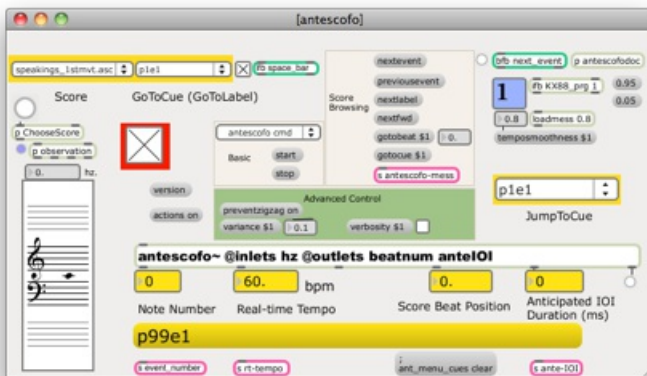 [antescofo]
speakings_1stmvt.asc
p1e1
fb space_bar
Score
GoToCue (GoToLabel)
p ChooseScore
p observation
0.
hz.
version
actions on
antescofo cmd
Basic
start
stop
Score
Browsing
nextevent
previousevent
nextlabel
nextfwd
gotobeat $1
0.
gotocue $1
s antescofo-mess
bfb next_event
p antescofodoc
1
fb KX88_prg 1
0.95
0.05
0.8
loadmess 0.8
temposmoothness $1
p1e1
JumpToCue
Advanced Control
preventzigzag on
variance $1
0.1
verbosity $1
antescofo~ @inlets hz @outlets beatnum anteIOI
0
60.
bpm
0.
0
Note Number
Real-time Tempo
Score Beat Position
Anticipated IOI
Duration (ms)
p99e1
s event_number
s rt-tempo
;
ant_menu_cues clear
s ante-IOI